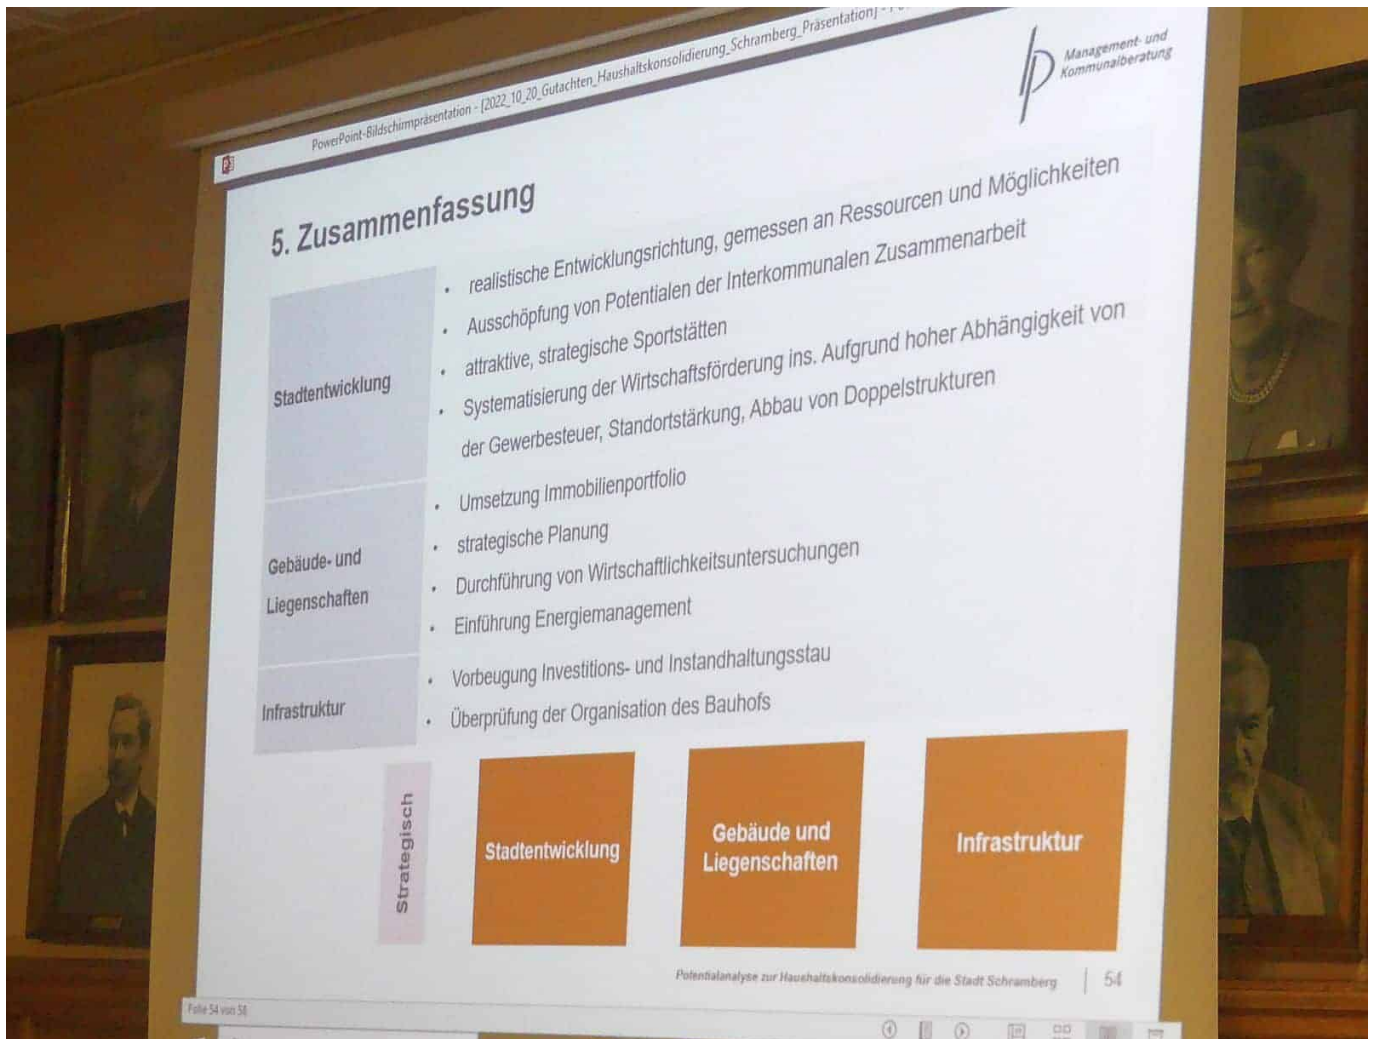 PowerPoint-Bildschirmpräsentation - [2022_10_20_Gutachten_Haushaltskonsolidierung_Schramberg_Präsentation] -
Management- und
Kommunalberatung
5. Zusammenfassung
Stadtentwicklung
• realistische Entwicklungsrichtung, gemessen an Ressourcen und Möglichkeiten
• Ausschöpfung von Potentialen der Interkommunalen Zusammenarbeit
• attraktive, strategische Sportstätten
• Systematisierung der Wirtschaftsförderung ins. Aufgrund hoher Abhängigkeit von
der Gewerbesteuer, Standortstärkung, Abbau von Doppelstrukturen
Gebäude- und
Liegenschaften
• Umsetzung Immobilienportfolio
• strategische Planung
• Durchführung von Wirtschaftlichkeitsuntersuchungen
• Einführung Energiemanagement
Infrastruktur
• Vorbeugung Investitions- und Instandhaltungsstau
• Überprüfung der Organisation des Bauhofs
Strategisch
Stadtentwicklung
Gebäude und
Liegenschaften
Infrastruktur
Potentialanalyse zur Haushaltskonsolidierung für die Stadt Schramberg | 54
Folie 54 von 58